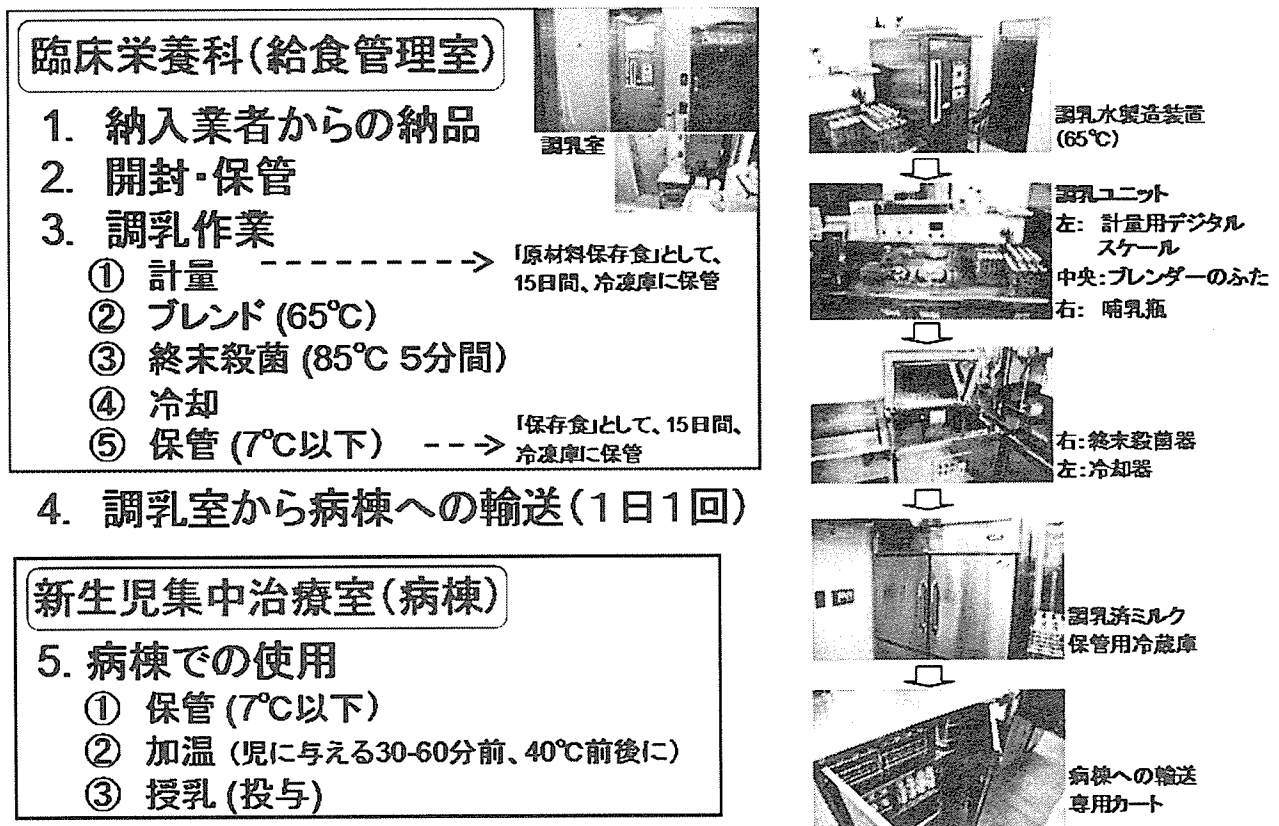 臨床栄養科(給食管理室)
1. 納入業者からの納品
2. 開封・保管
3. 調乳作業
① 計量
「原材料保存食」として、
15日間、冷凍庫に保管
② ブレンド (65℃)
③ 終末殺菌 (85℃ 5分間)
④ 冷却
⑤ 保管 (7℃以下)
「保存食」として、15日間、
冷凍庫に保管
調乳室
4. 調乳室から病棟への輸送(1日1回)
新生児集中治療室(病棟)
5. 病棟での使用
① 保管 (7℃以下)
② 加温 (児に与える30-60分前、40℃前後に)
③ 授乳 (投与)
調乳水製造装置
(65℃)
調乳ユニット
左: 計量用デジタル
スケール
中央:ブレンダーのふた
右: 哺乳瓶
右:終末殺菌器
左:冷却器
調乳済ミルク
保管用冷蔵庫
病棟への輸送
専用カート